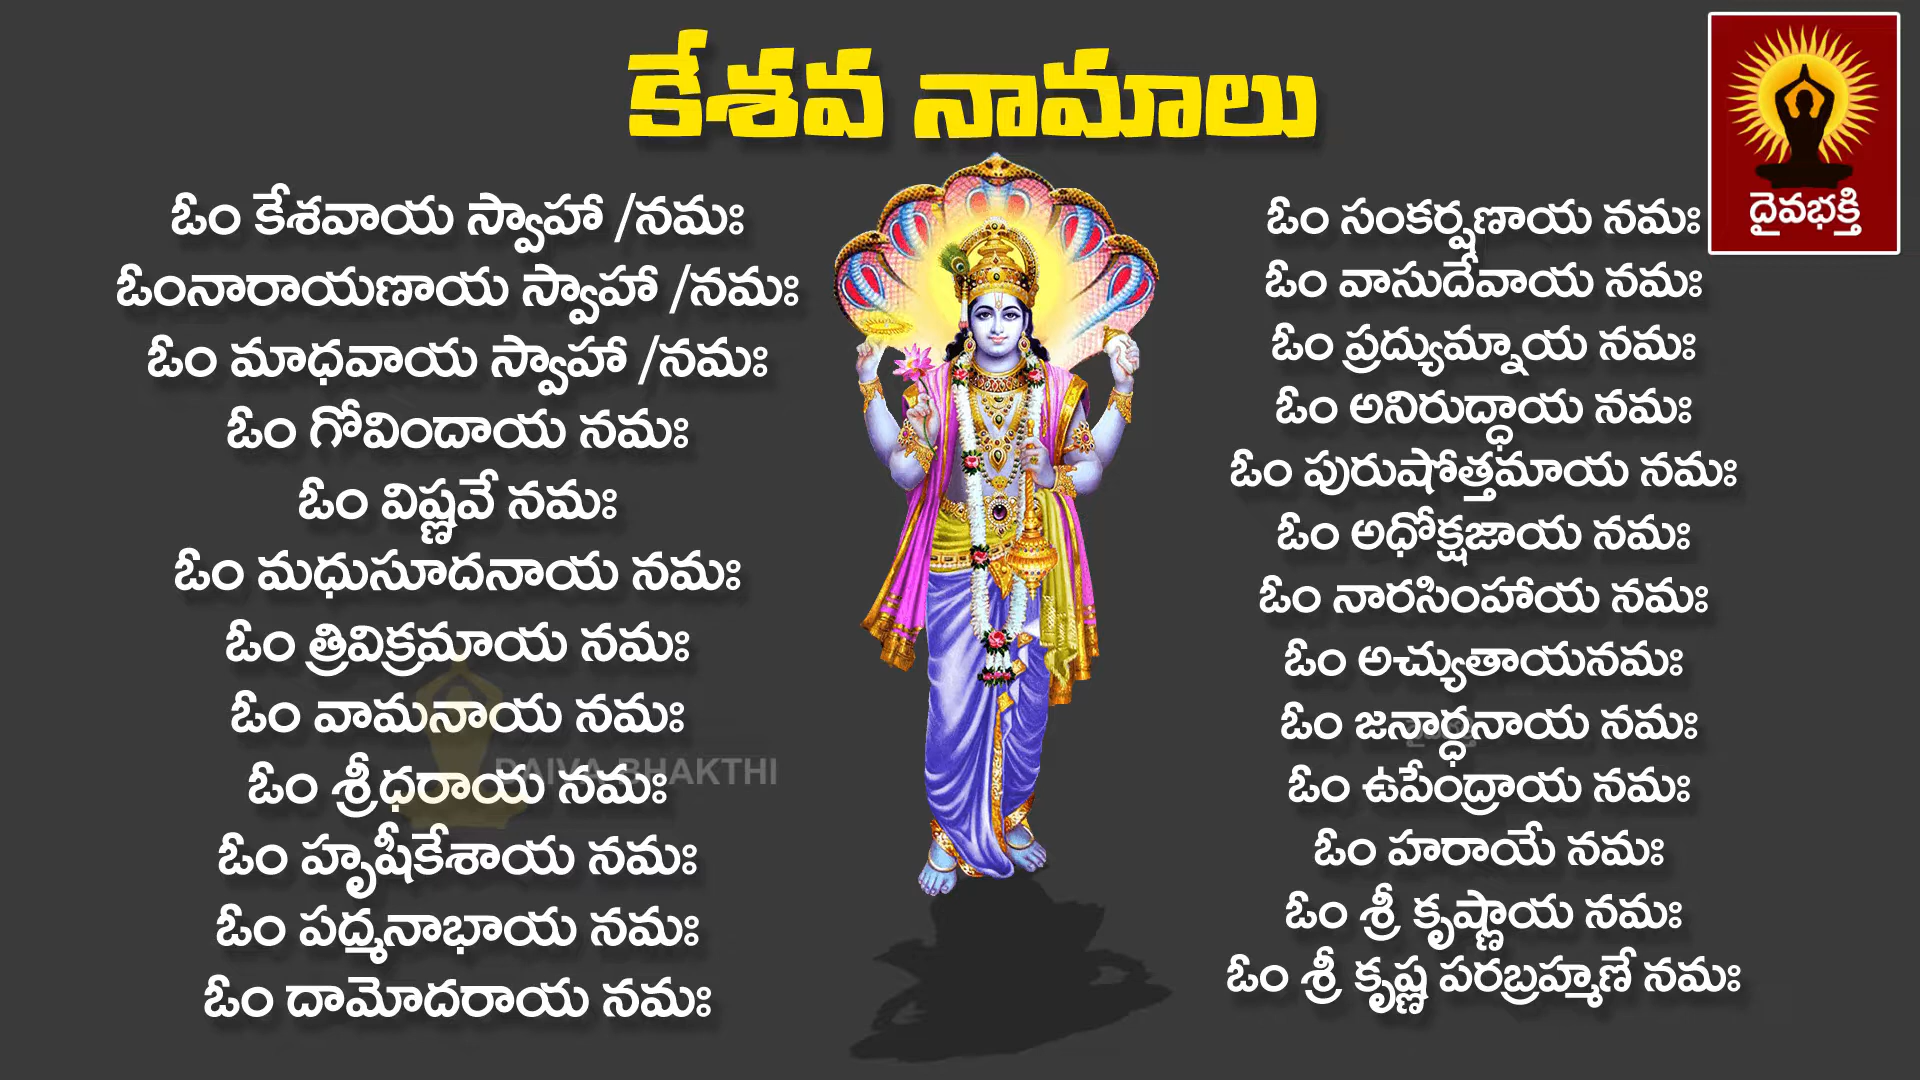 కేశవ నామాలు
దైవభక్తి
ఓం కేశవాయ స్వాహా /నమః
ఓంనారాయణాయ స్వాహా /నమః
ఓం మాధవాయ స్వాహా /నమః
ఓం గోవిందాయ నమః
ఓం విష్ణవే నమః
ఓం మధుసూదనాయ నమః
ఓం త్రివిక్రమాయ నమః
ఓం వామనాయ నమః
DAIVA BHAKTHI
ఓం శ్రీధరాయ నమః
ఓం హృషీకేశాయ నమః
ఓం పద్మనాభాయ నమః
ఓం దామోదరాయ నమః
ఓం సంకర్షణాయ నమః
ఓం వాసుదేవాయ నమః
ఓం ప్రద్యుమ్నాయ నమః
ఓం అనిరుద్ధాయ నమః
ఓం పురుషోత్తమాయ నమః
ఓం అధోక్షజాయ నమః
ఓం నారసింహాయ నమః
ఓం అచ్యుతాయనమః
ఓం జనార్ధనాయ నమః
ఓం ఉపేంద్రాయ నమః
ఓం హరాయే నమః
ఓం శ్రీ కృష్ణాయ నమః
ఓం శ్రీ కృష్ణ పరబ్రహ్మణే నమః